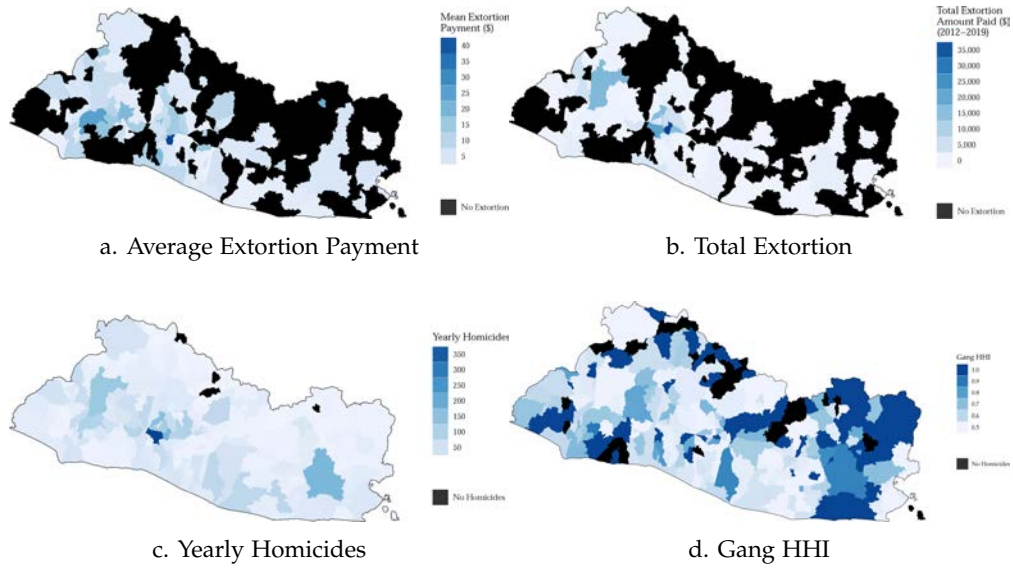 Mean Extortion
Payment ($)
40
35
30
25
20
15
10
5
No Extortion
a. Average Extortion Payment
Total Extortion
Amount Paid ($)
(2012–2019)
35,000
30,000
25,000
20,000
15,000
10,000
5,000
0
No Extortion
b. Total Extortion
Yearly Homicides
350
300
250
200
150
100
50
No Homicides
c. Yearly Homicides
Gang HHI
1.0
0.9
0.8
0.7
0.6
0.5
No Homicides
d. Gang HHI